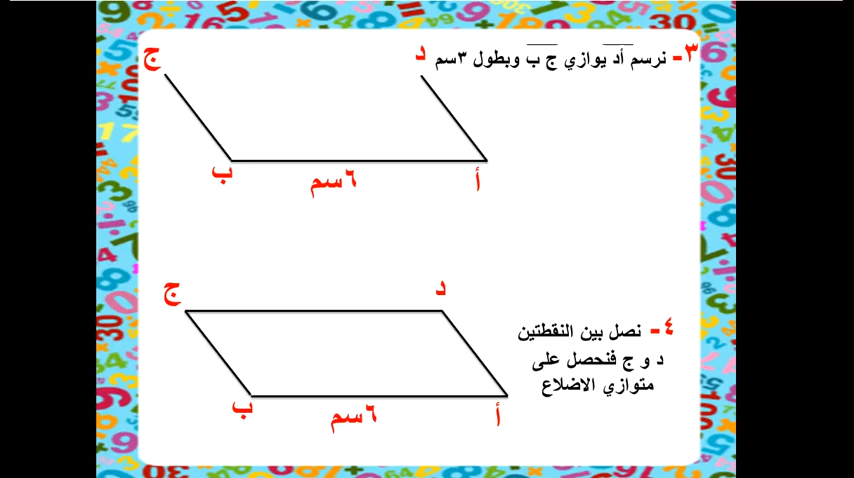 ٣- نرسم أد يوازي ج ب وبطول ٣سم
ج
د
ب
أ
٦سم
ج
د
٤- نصل بين النقطتين
د و ج فنحصل على
متوازي الاضلاع
ب
أ
٦سم